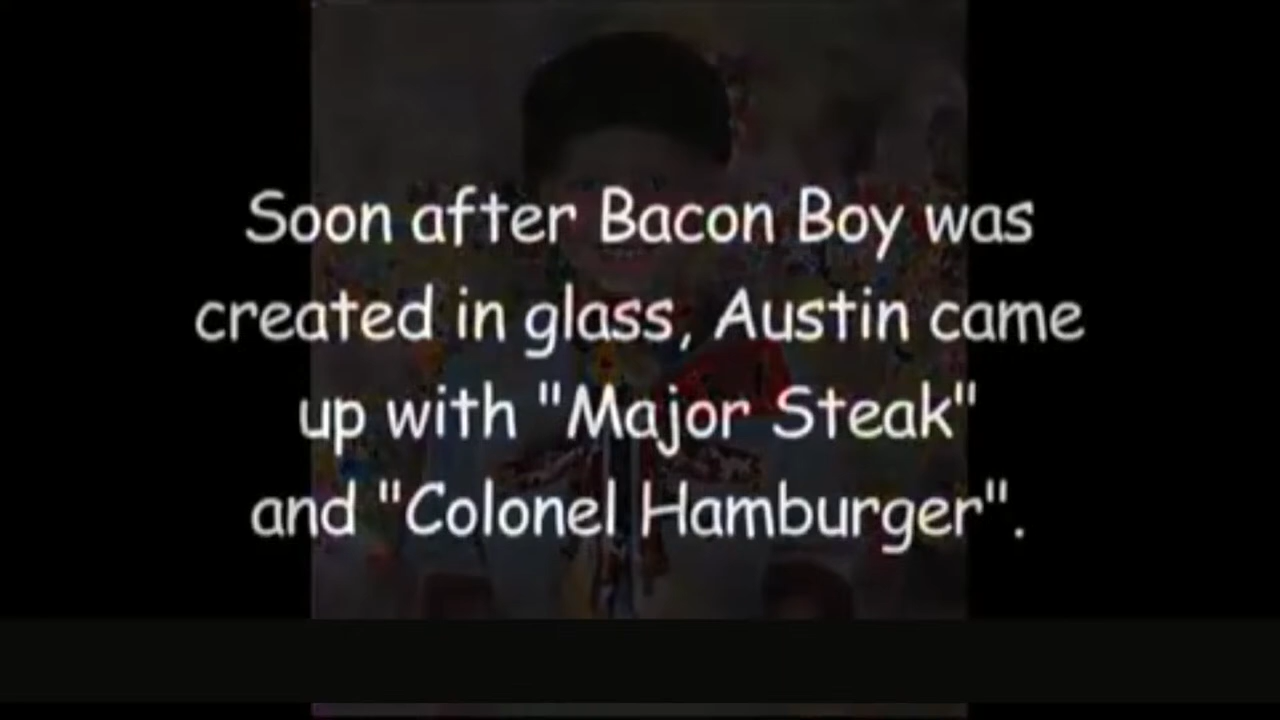 Soon after Bacon Boy was
created in glass, Austin came
up with "Major Steak"
and "Colonel Hamburger".